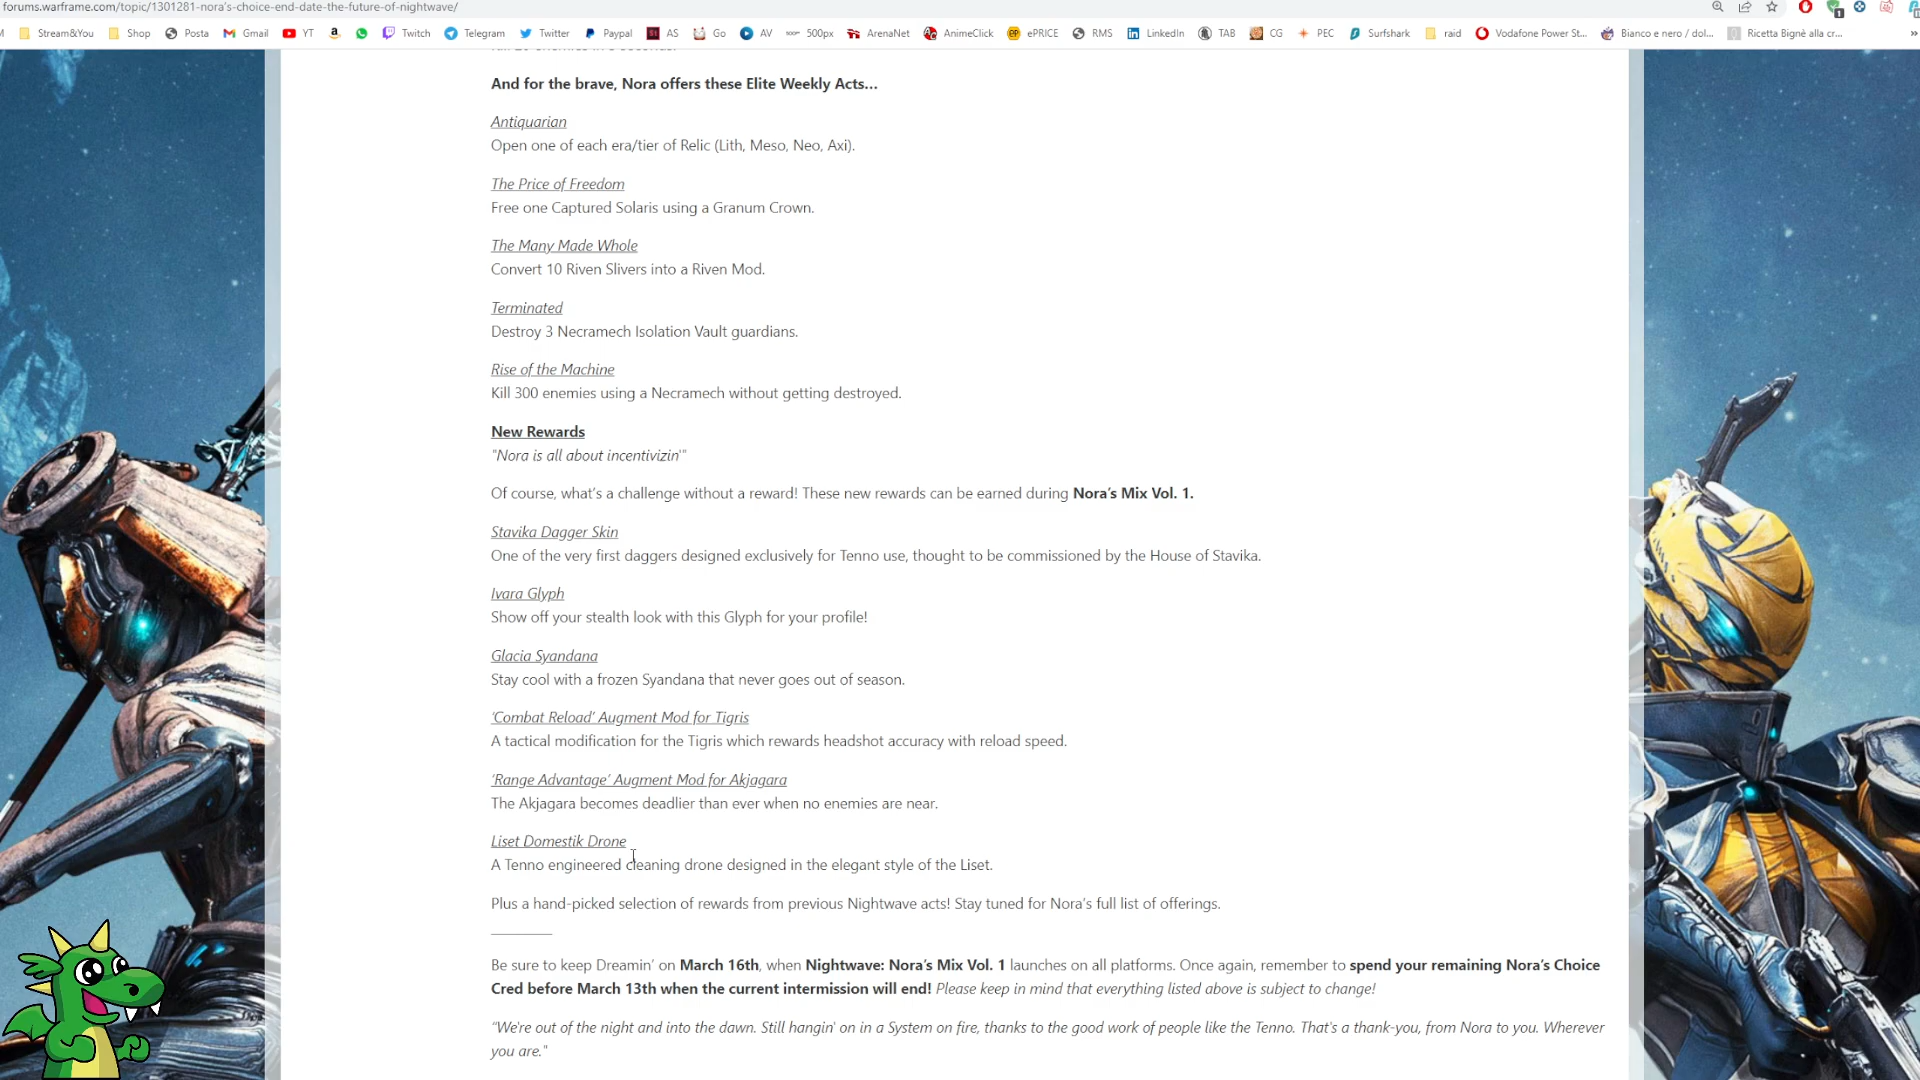 forums.warframe.com/topic/1301281-nora's-choice-end-date-the-future-of-nightwave/
Stream&You Shop Posta Gmail YT Twitch Telegram Twitter Paypal AS Go AV 500px ArenaNet AnimeClick ePRICE RMS LinkedIn TAB CG PEC Surfshark raid Vodafone Power St... Bianco e nero / dol... Ricetta Bignè alla cr... »
And for the brave, Nora offers these Elite Weekly Acts…
Antiquarian
Open one of each era/tier of Relic (Lith, Meso, Neo, Axi).
The Price of Freedom
Free one Captured Solaris using a Granum Crown.
The Many Made Whole
Convert 10 Riven Slivers into a Riven Mod.
Terminated
Destroy 3 Necramech Isolation Vault guardians.
Rise of the Machine
Kill 300 enemies using a Necramech without getting destroyed.
New Rewards
"Nora is all about incentivizin'"
Of course, what's a challenge without a reward! These new rewards can be earned during Nora's Mix Vol. 1.
Stavika Dagger Skin
One of the very first daggers designed exclusively for Tenno use, thought to be commissioned by the House of Stavika.
Ivara Glyph
Show off your stealth look with this Glyph for your profile!
Glacia Syandana
Stay cool with a frozen Syandana that never goes out of season.
'Combat Reload' Augment Mod for Tigris
A tactical modification for the Tigris which rewards headshot accuracy with reload speed.
'Range Advantage' Augment Mod for Akjagara
The Akjagara becomes deadlier than ever when no enemies are near.
Liset Domestik Drone
A Tenno engineered cleaning drone designed in the elegant style of the Liset.
Plus a hand-picked selection of rewards from previous Nightwave acts! Stay tuned for Nora's full list of offerings.
Be sure to keep Dreamin' on March 16th, when Nightwave: Nora's Mix Vol. 1 launches on all platforms. Once again, remember to spend your remaining Nora's Choice
Cred before March 13th when the current intermission will end! Please keep in mind that everything listed above is subject to change!
"We're out of the night and into the dawn. Still hangin' on in a System on fire, thanks to the good work of people like the Tenno. That's a thank-you, from Nora to you. Wherever
you are."